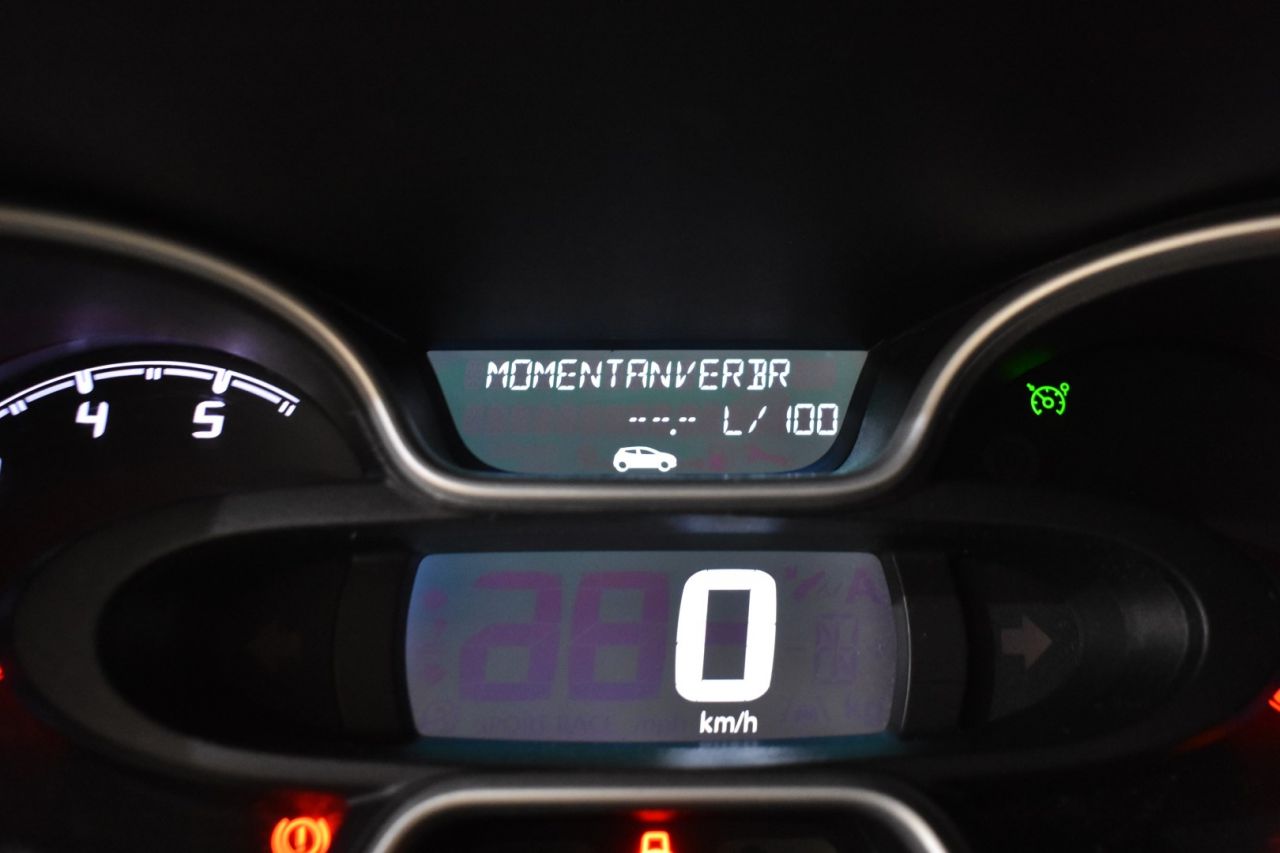 MOMENTANVERBR
--.- L/100
4 5
0
km/h